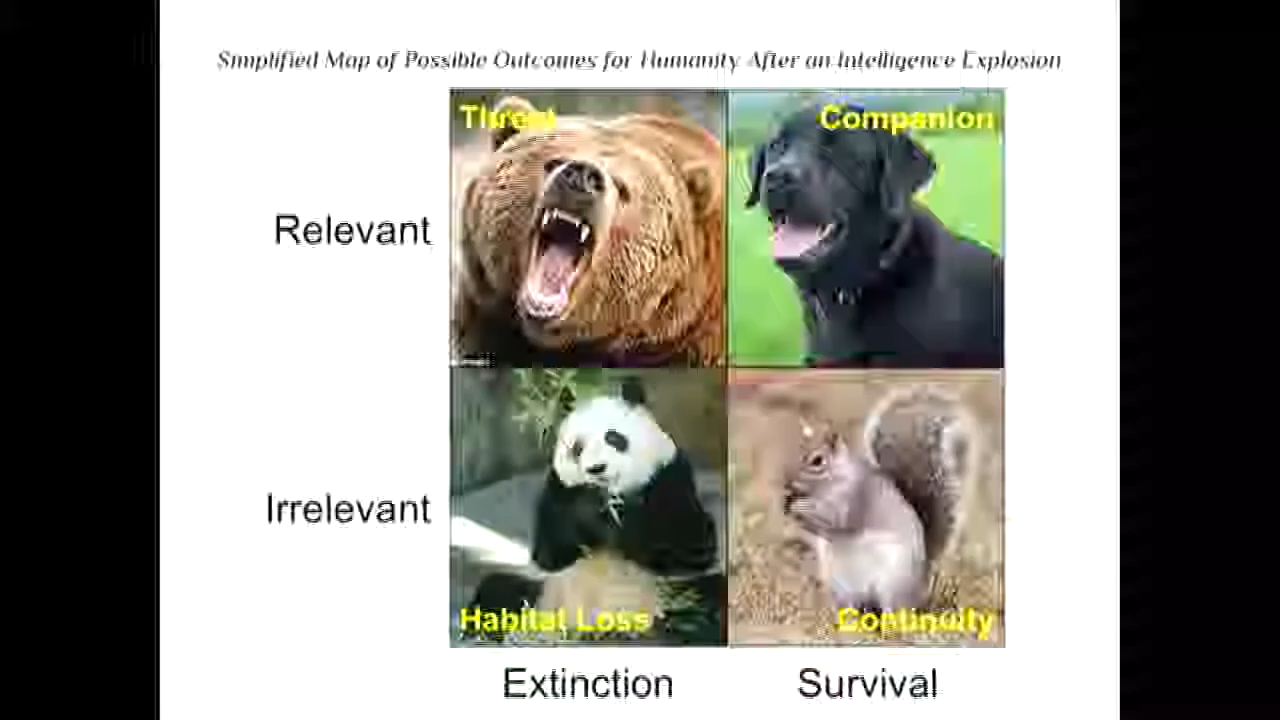 Simplified Map of Possible Outcomes for Humanity After an Intelligence Explosion
Threat
Companion
Relevant
Irrelevant
Habitat Loss
Continuity
Extinction
Survival